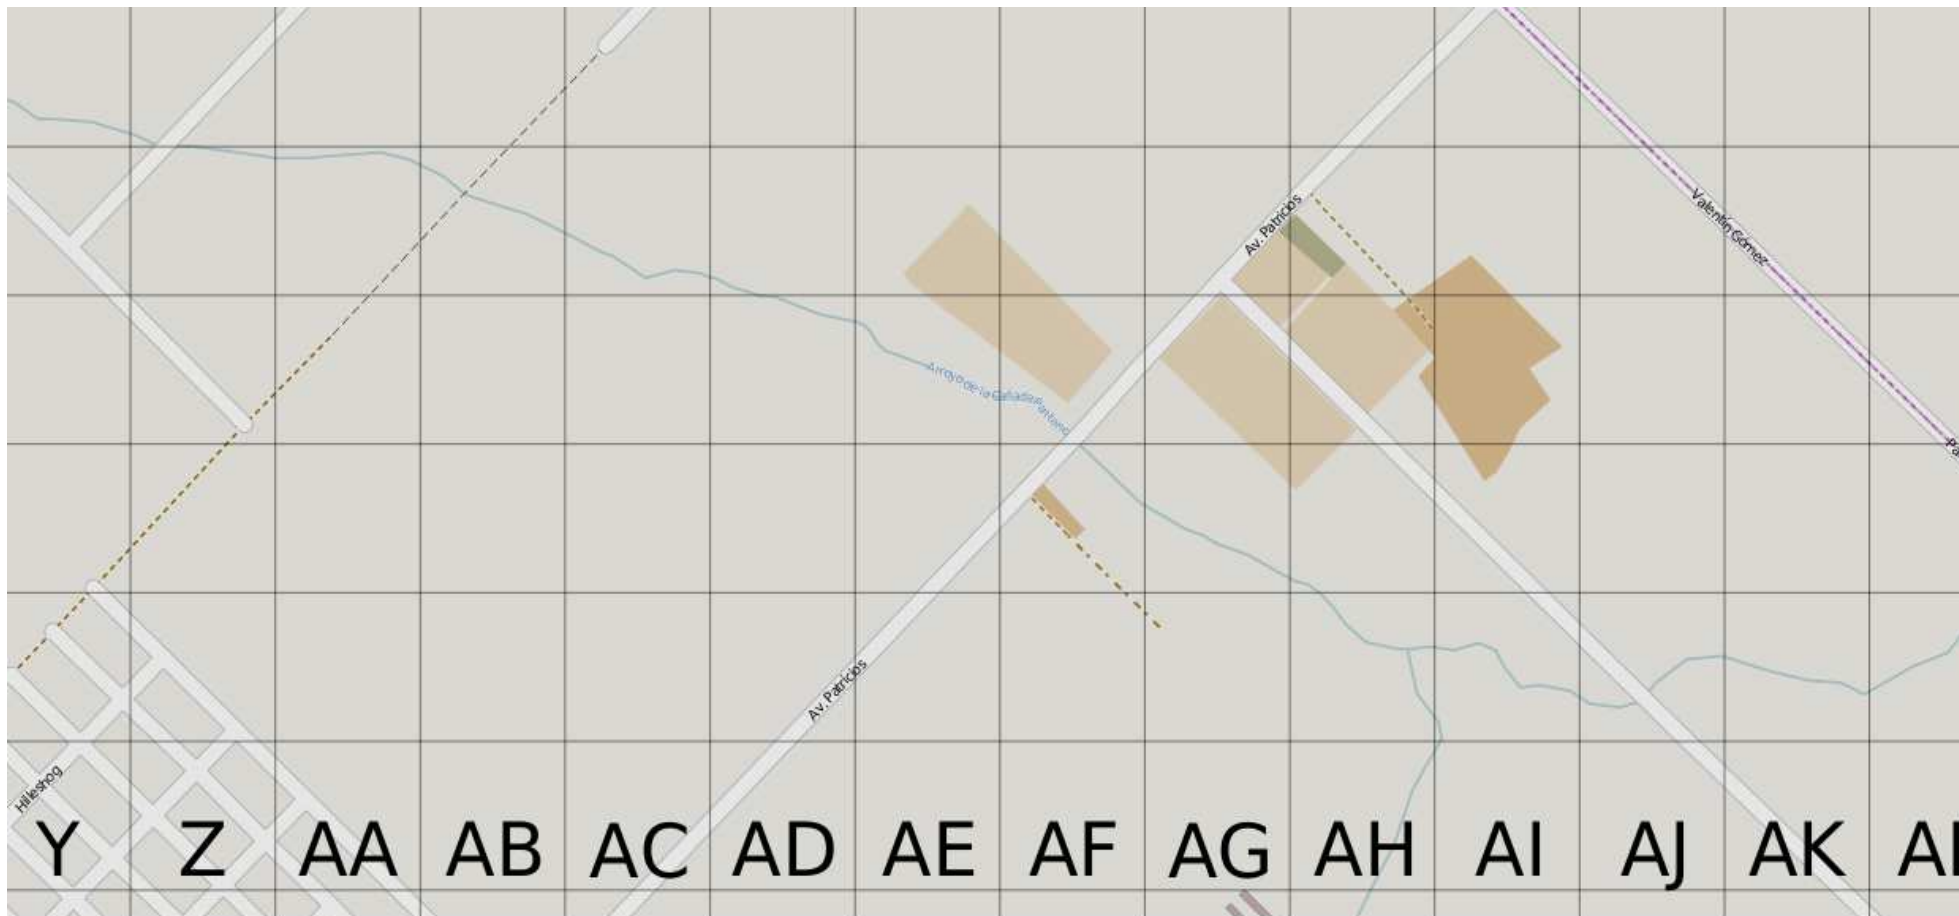 Av. Patricios
Valentín Gómez
Arroyo de la Cañada Pantano
Av. Patricios
Hilleshog
Y Z AA AB AC AD AE AF AG AH AI AJ AK